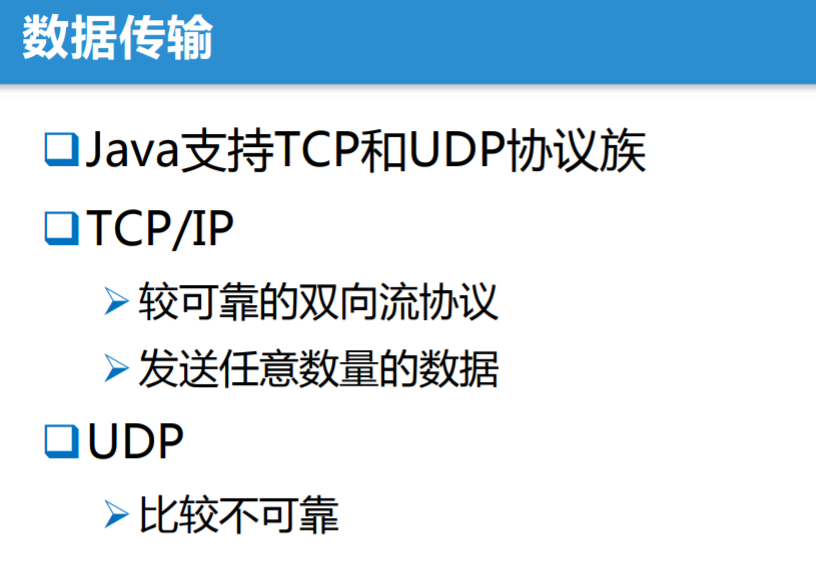 数据传输
Java支持TCP和UDP协议族
TCP/IP
较可靠的双向流协议
发送任意数量的数据
UDP
比较不可靠